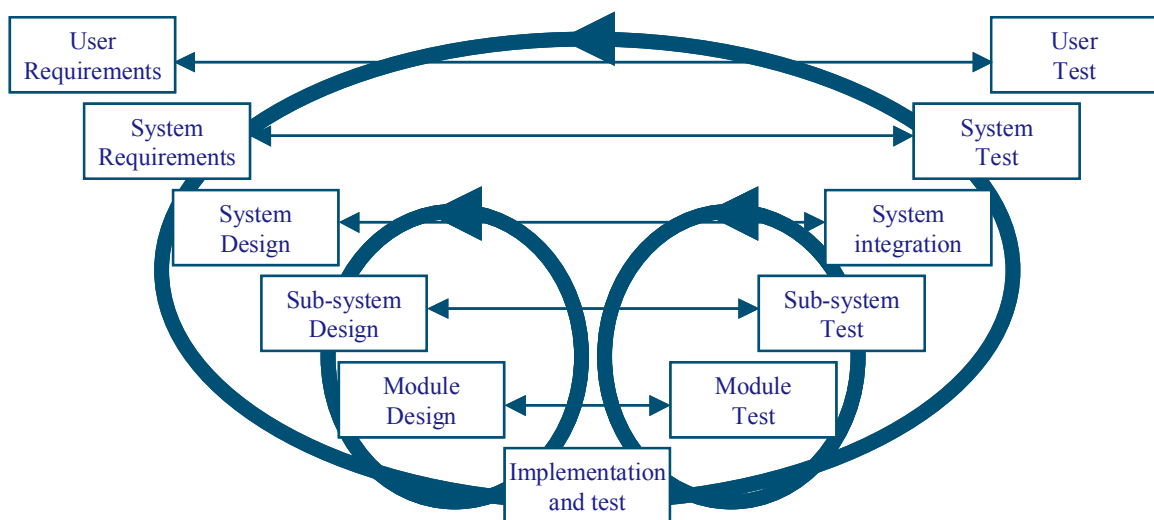 User
Requirements
User
Test
System
Requirements
System
Test
System
Design
System
integration
Sub-system
Design
Sub-system
Test
Module
Design
Module
Test
Implementation
and test